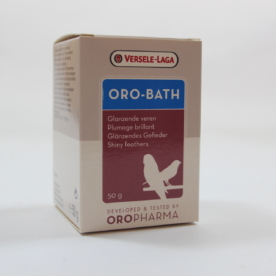 VERSELE-LAGA
ORO-BATH
Glanzende veren
Plumage brillant
Glänzendes Gefieder
Shiny feathers
50 g
DEVELOPED & TESTED BY
OROPHARMA